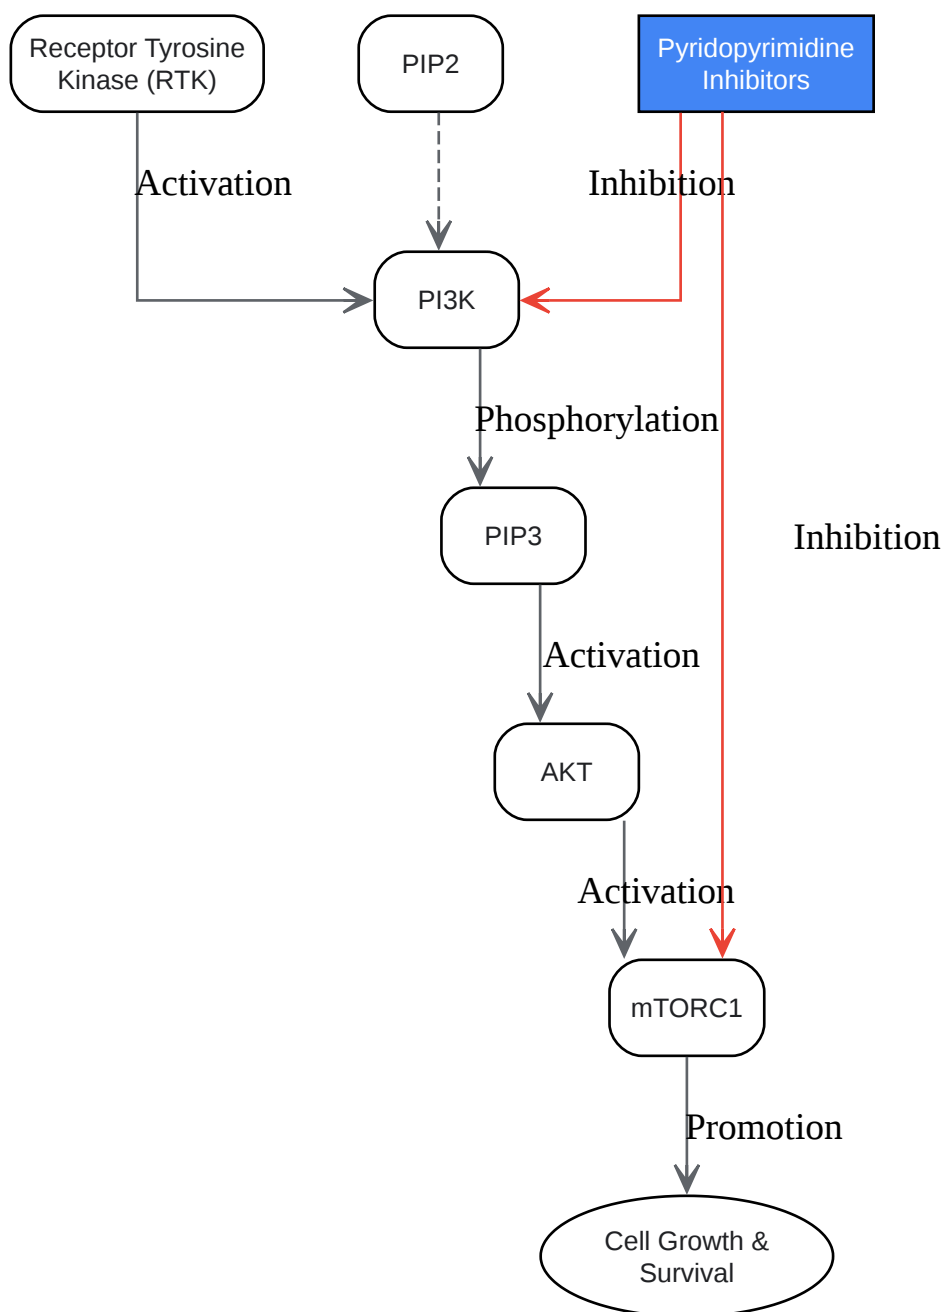 Receptor Tyrosine
Kinase (RTK)
PIP2
Pyridopyrimidine
Inhibitors
Activation
Inhibition
PI3K
Phosphorylation
PIP3
Inhibition
Activation
AKT
Activation
mTORC1
Promotion
Cell Growth &
Survival